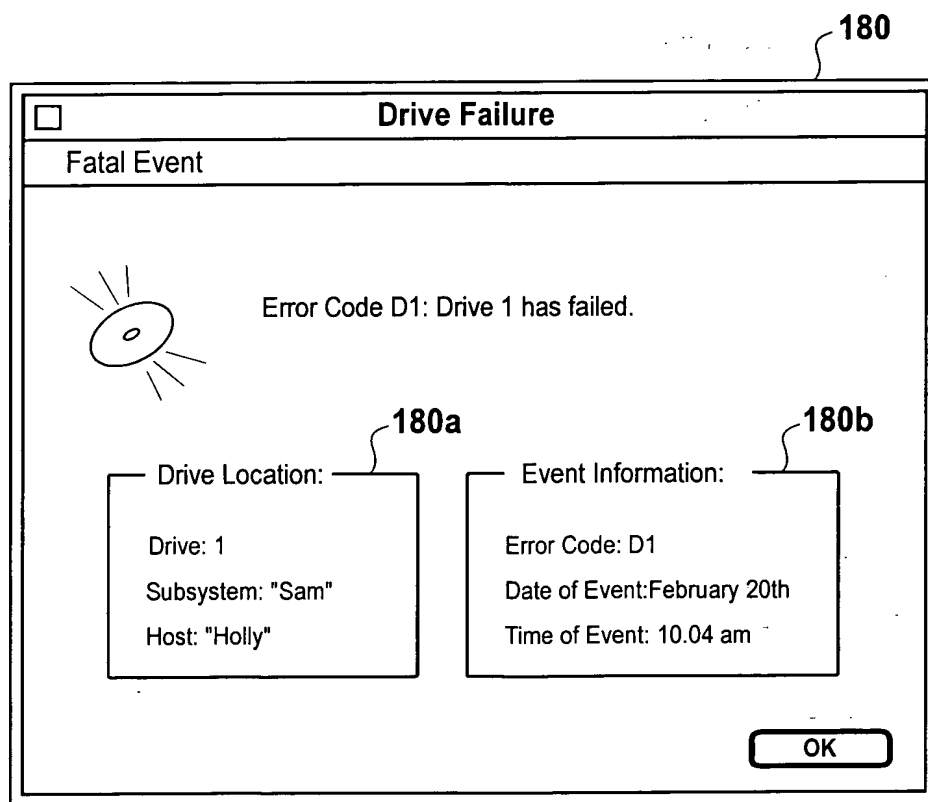 180
Drive Failure
Fatal Event
Error Code D1: Drive 1 has failed.
180a
180b
Drive Location:
Drive: 1
Subsystem: "Sam"
Host: "Holly"
Event Information:
Error Code: D1
Date of Event:February 20th
Time of Event: 10.04 am
OK